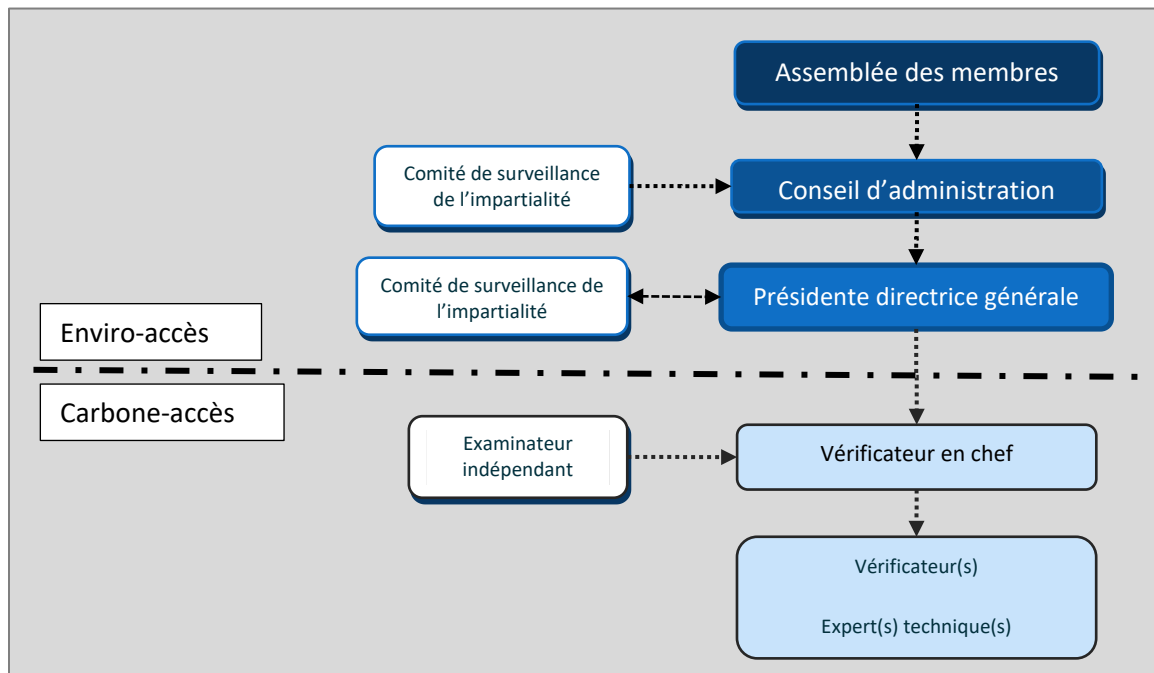 Assemblée des membres
Comité de surveillance
de l’impartialité
Conseil d’administration
Comité de surveillance de
l’impartialité
Présidente directrice générale
Enviro-accès
Carbone-accès
Examinateur
indépendant
Vérificateur en chef
Vérificateur(s)
Expert(s) technique(s)